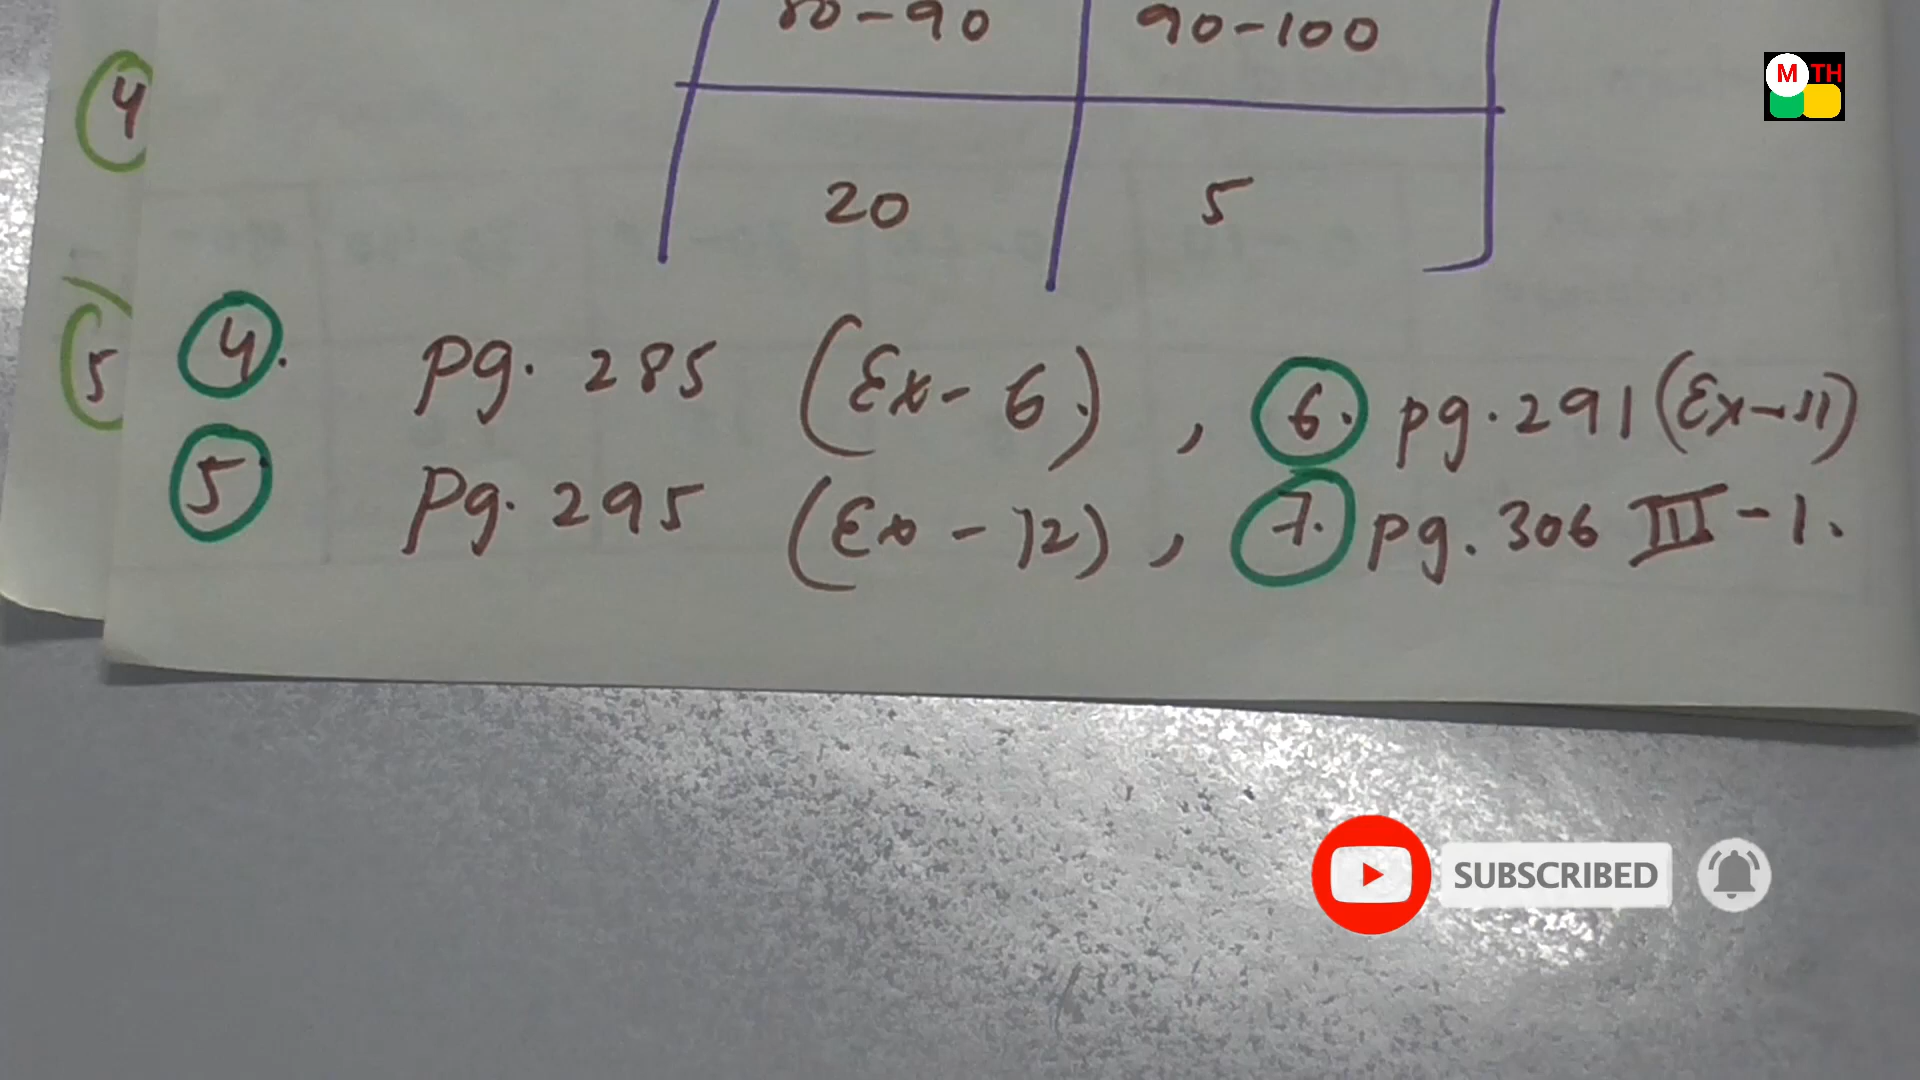 80-90 90-100
M TH
4
20 5
4. pg. 285 (Ex-6.), 6. pg. 291 (Ex-11)
5
5 pg. 295 (Ex-12), 7. pg. 306 III-1.
SUBSCRIBED